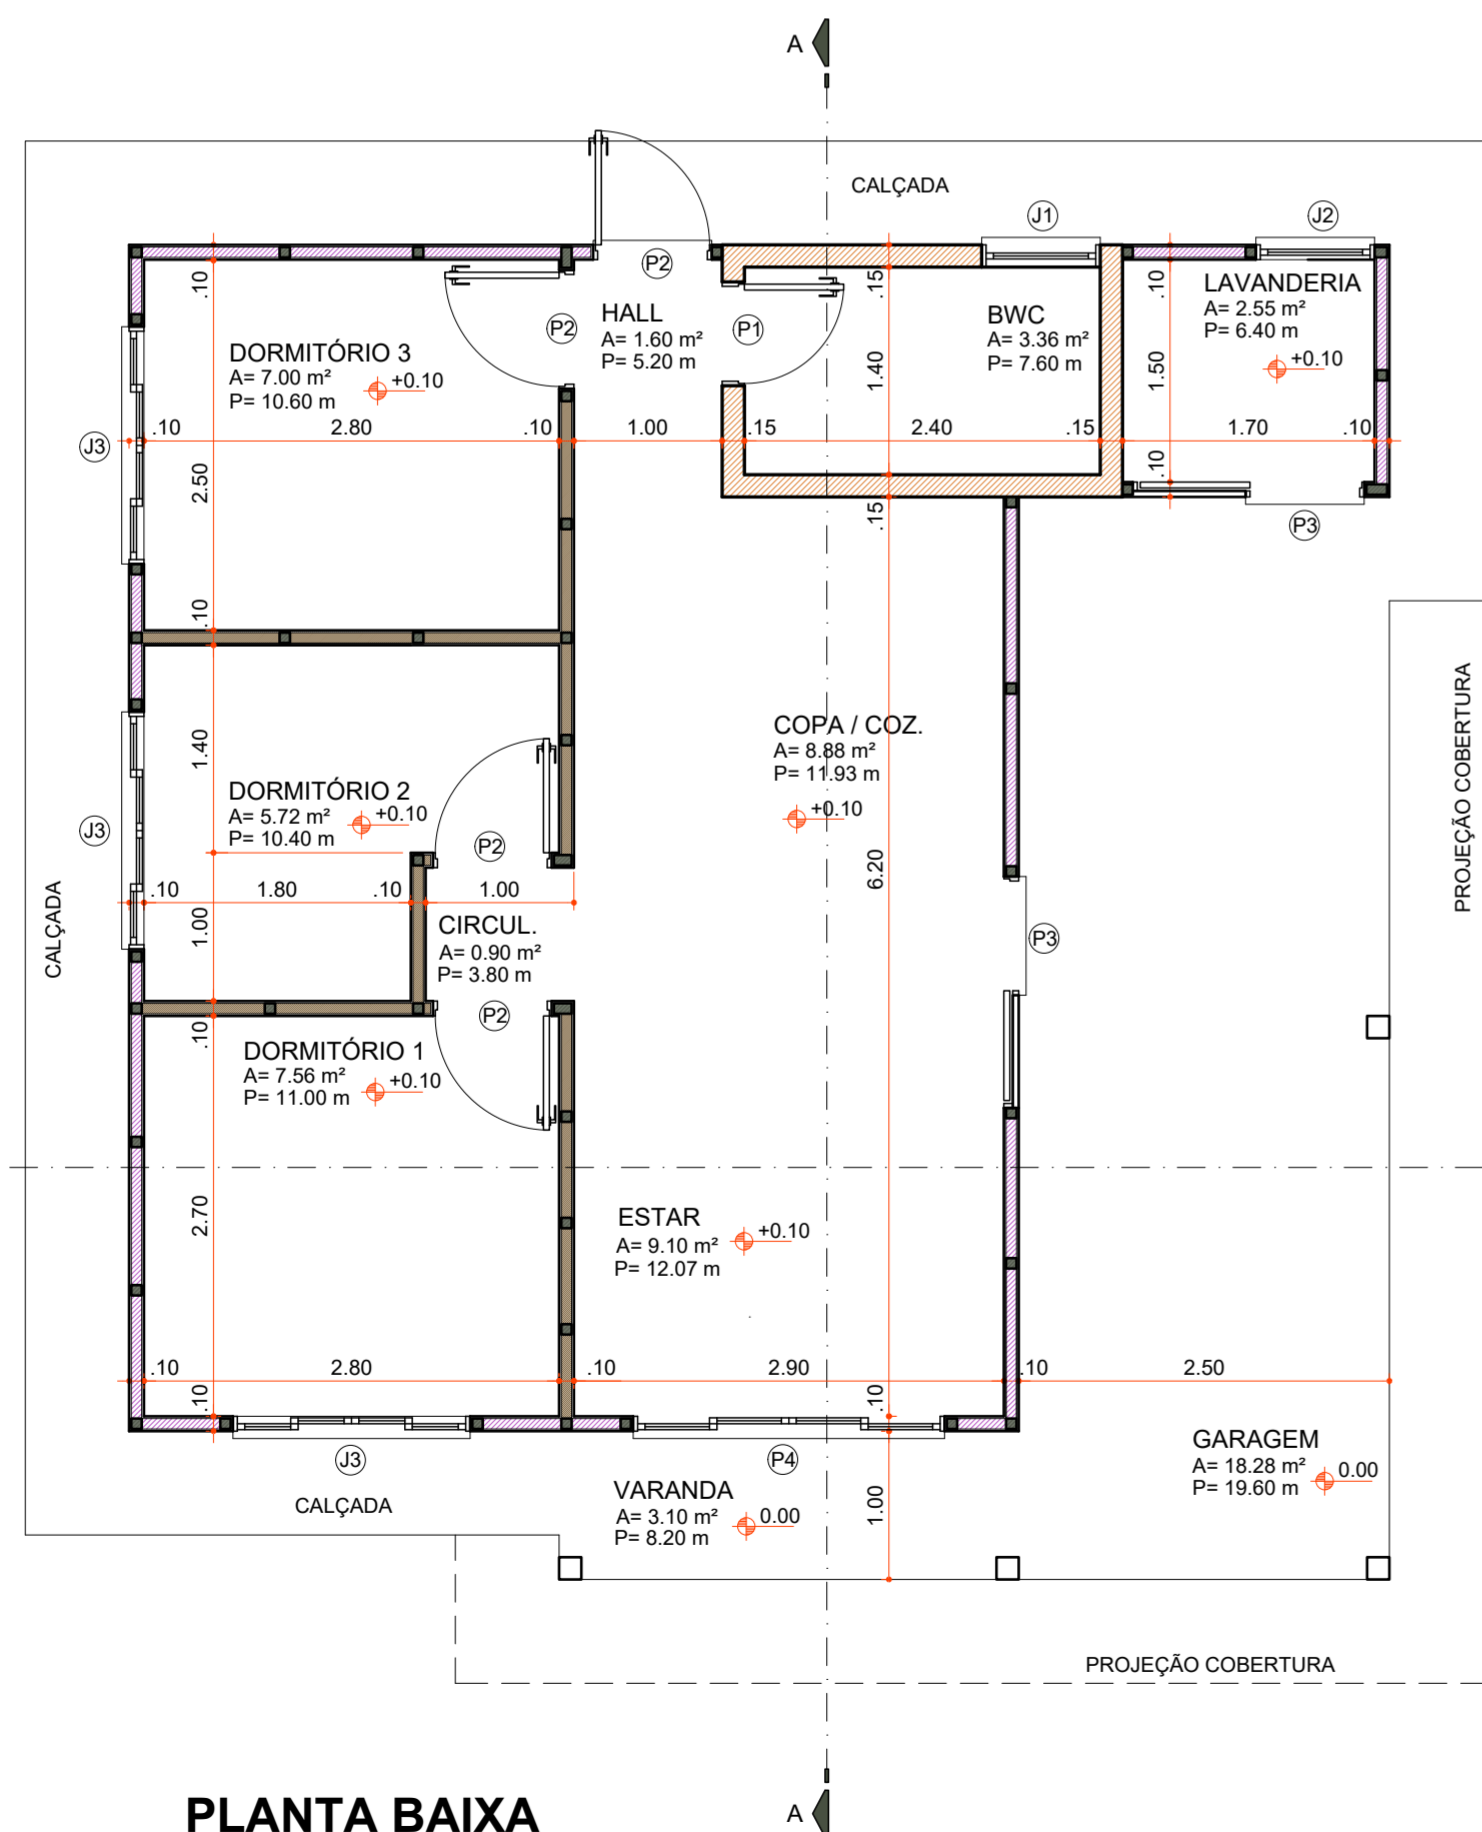 A
CALÇADA
J1
J2
P2
LAVANDERIA
A= 2.55 m²
P= 6.40 m
+0.10
.10
.15
.10
HALL
A= 1.60 m²
P= 5.20 m
P2
P1
BWC
A= 3.36 m²
P= 7.60 m
DORMITÓRIO 3
A= 7.00 m²
P= 10.60 m
+0.10
1.40
1.50
J3
.10
2.80
.10
1.00
.15
2.40
.15
1.70
.10
2.50
.10
.15
P3
.10
PROJEÇÃO COBERTURA
COPA / COZ.
A= 8.88 m²
P= 11.93 m
+0.10
1.40
DORMITÓRIO 2
A= 5.72 m²
P= 10.40 m
+0.10
J3
P2
6.20
.10
1.80
.10
1.00
CALÇADA
1.00
CIRCUL.
A= 0.90 m²
P= 3.80 m
P3
P2
.10
DORMITÓRIO 1
A= 7.56 m²
P= 11.00 m
+0.10
2.70
ESTAR
A= 9.10 m²
P= 12.07 m
+0.10
.10
2.80
.10
2.90
.10
2.50
.10
.10
J3
P4
GARAGEM
A= 18.28 m²
P= 19.60 m
0.00
CALÇADA
VARANDA
A= 3.10 m²
P= 8.20 m
0.00
1.00
PROJEÇÃO COBERTURA
PLANTA BAIXA
A